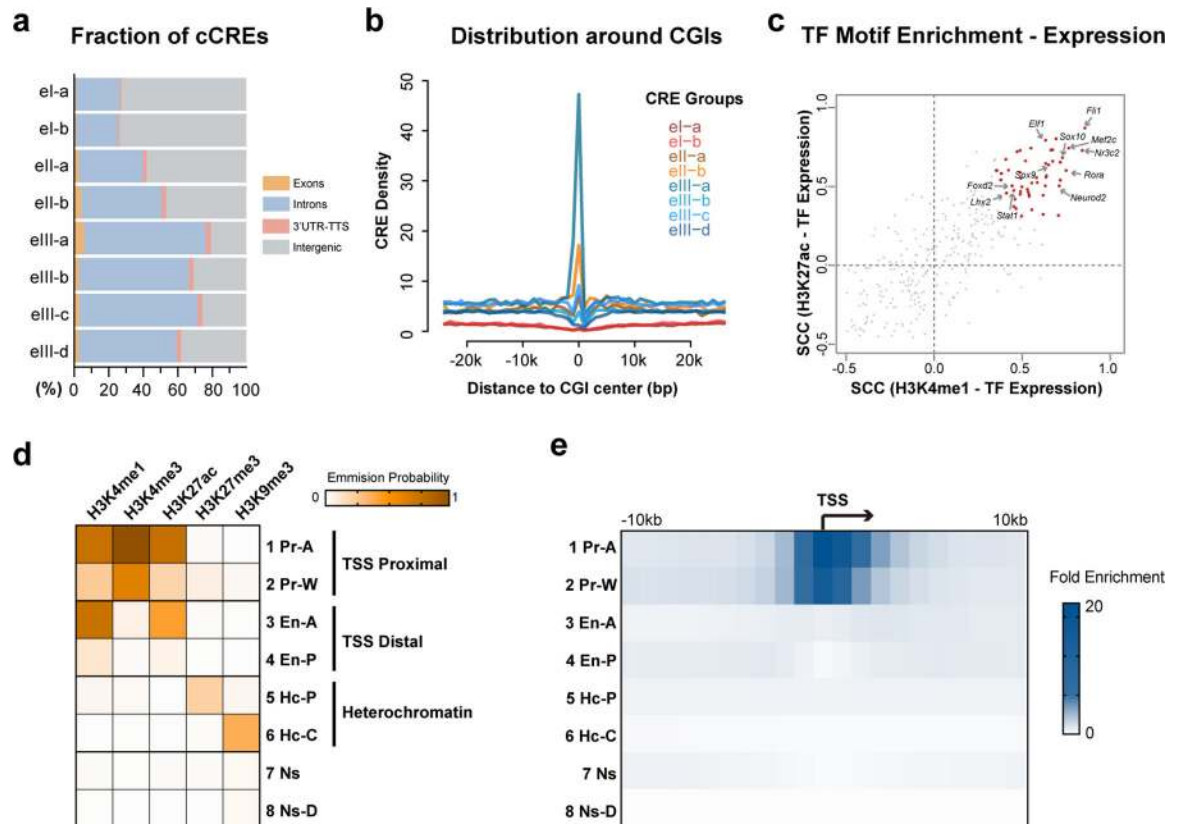 a
Fraction of cCREs
eI-a
eI-b
eII-a
eII-b
eIII-a
eIII-b
eIII-c
eIII-d
(%) 0 20 40 60 80 100
Exons
Introns
3'UTR-TTS
Intergenic
b
Distribution around CGIs
CRE Density
50
40
30
20
10
0
-20k -10k 0 10k 20k
Distance to CGI center (bp)
CRE Groups
eI-a
eI-b
eII-a
eII-b
eIII-a
eIII-b
eIII-c
eIII-d
c
TF Motif Enrichment - Expression
SCC (H3K27ac - TF Expression)
1.0
0.5
0.0
-0.5
Fli1
Elf1
Sox10
Mef2c
Nr3c2
Sox9
Rora
Foxd2
Lhx2
Neurod2
Stat1
-0.5 0.0 0.5 1.0
SCC (H3K4me1 - TF Expression)
d
H3K4me1
H3K4me3
H3K27ac
H3K27me3
H3K9me3
Emmision Probability
0 1
1 Pr-A
2 Pr-W
3 En-A
4 En-P
5 Hc-P
6 Hc-C
7 Ns
8 Ns-D
TSS Proximal
TSS Distal
Heterochromatin
e
TSS
-10kb 10kb
1 Pr-A
2 Pr-W
3 En-A
4 En-P
5 Hc-P
6 Hc-C
7 Ns
8 Ns-D
Fold Enrichment
20
0